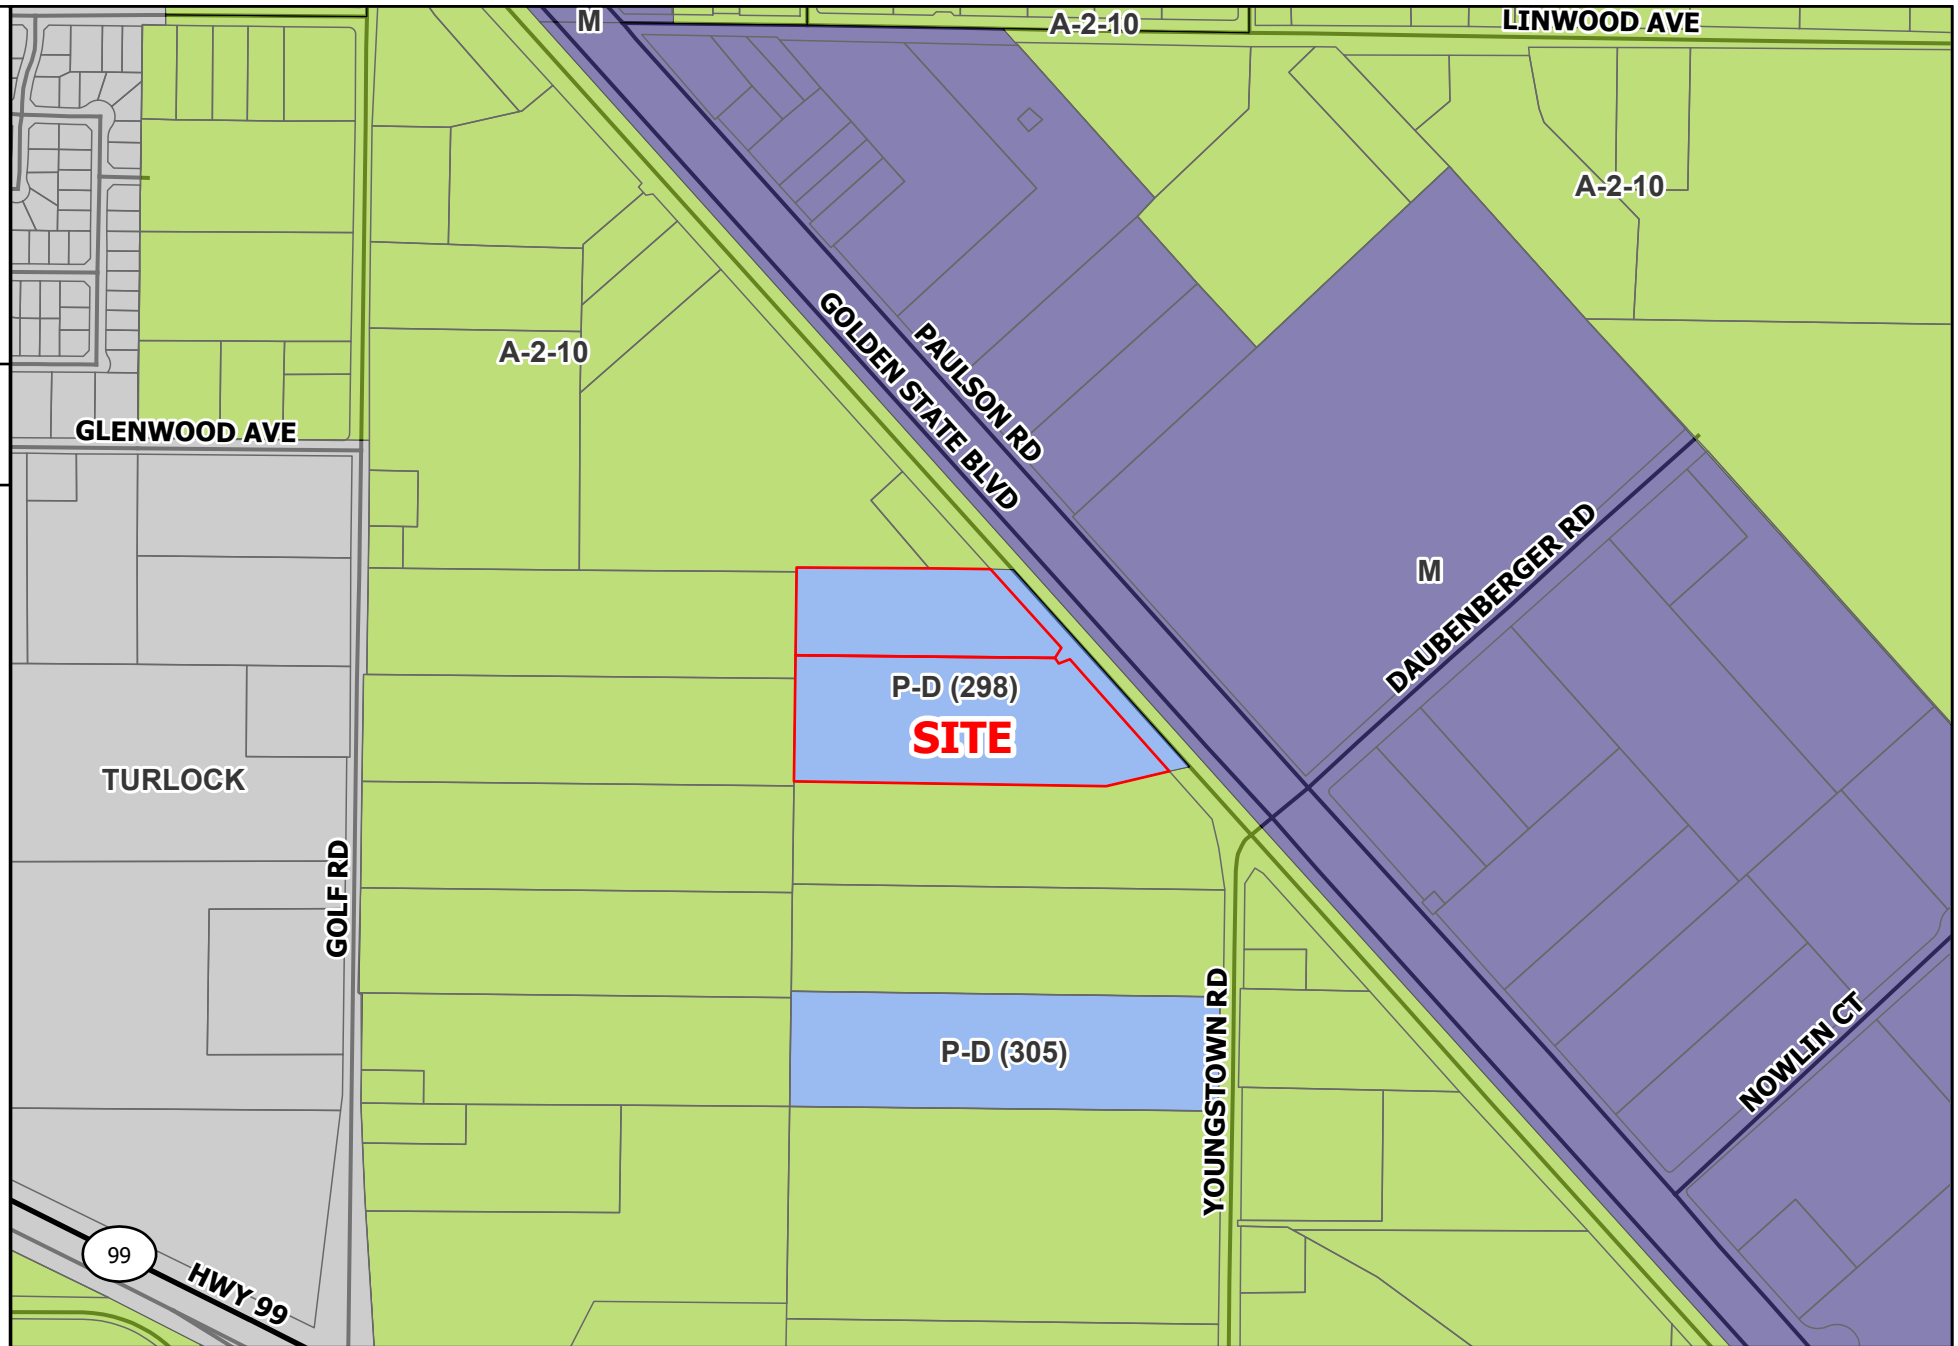 M
A-2-10
LINWOOD AVE
A-2-10
GOLDEN STATE BLVD
PAULSON RD
A-2-10
GLENWOOD AVE
DAUBENBERGER RD
M
P-D (298)
SITE
TURLOCK
GOLF RD
YOUNGSTOWN RD
NOWLIN CT
P-D (305)
99
HWY 99